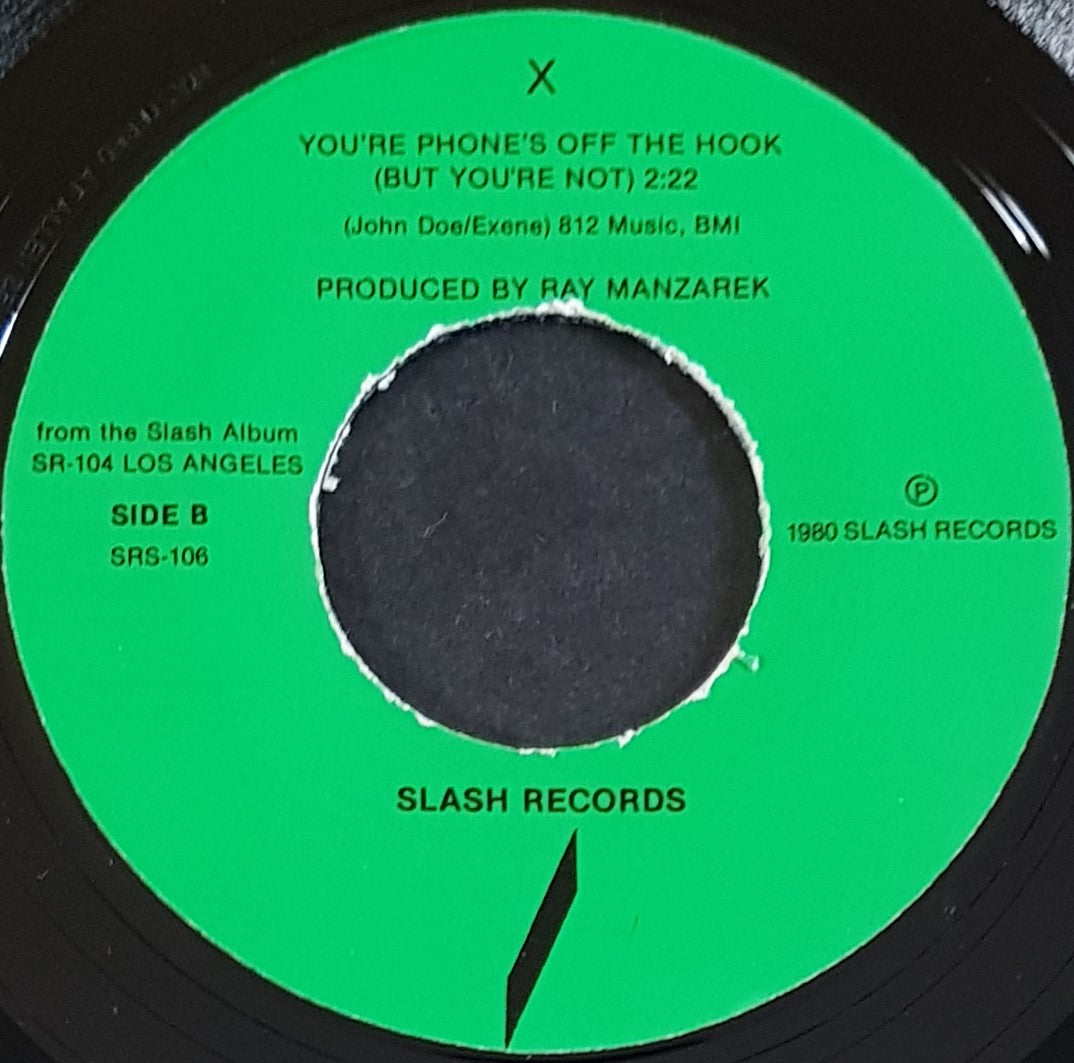 X
YOU'RE PHONE'S OFF THE HOOK
(BUT YOU'RE NOT) 2:22
(John Doe/Exene) 812 Music, BMI
PRODUCED BY RAY MANZAREK
from the Slash Album
SR-104 LOS ANGELES
SIDE B
SRS-106
Ⓟ
1980 SLASH RECORDS
SLASH RECORDS